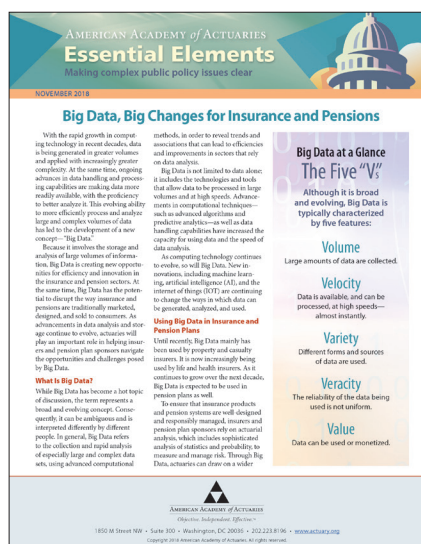 AMERICAN ACADEMY of ACTUARIES
Essential Elements
Making complex public policy issues clear
NOVEMBER 2018
Big Data, Big Changes for Insurance and Pensions
With the rapid growth in comput-
ing technology in recent decades, data
is being generated in greater volumes
and applied with increasingly greater
complexity. At the same time, ongoing
advances in data handling and process-
ing capabilities are making data more
readily available, with the proficiency
to better analyze it. This evolving ability
to more efficiently process and analyze
large and complex volumes of data
has led to the development of a new
concept—"Big Data."
Because it involves the storage and
analysis of large volumes of informa-
tion, Big Data is creating new opportu-
nities for efficiency and innovation in
the insurance and pension sectors. At
the same time, Big Data has the poten-
tial to disrupt the way insurance and
pensions are traditionally marketed,
designed, and sold to consumers. As
advancements in data analysis and stor-
age continue to evolve, actuaries will
play an important role in helping insur-
ers and pension plan sponsors navigate
the opportunities and challenges posed
by Big Data.
What Is Big Data?
While Big Data has become a hot topic
of discussion, the term represents a
broad and evolving concept. Conse-
quently, it can be ambiguous and is
interpreted differently by different
people. In general, Big Data refers
to the collection and rapid analysis
of especially large and complex data
sets, using advanced computational
methods, in order to reveal trends and
associations that can lead to efficiencies
and improvements in sectors that rely
on data analysis.
Big Data is not limited to data alone;
it includes the technologies and tools
that allow data to be processed in large
volumes and at high speeds. Advance-
ments in computational techniques—
such as advanced algorithms and
predictive analytics—as well as data
handling capabilities have increased the
capacity for using data and the speed of
data analysis.
As computing technology continues
to evolve, so will Big Data. New in-
novations, including machine learn-
ing, artificial intelligence (AI), and the
internet of things (IOT) are continuing
to change the ways in which data can
be generated, analyzed, and used.
Using Big Data in Insurance and
Pension Plans
Until recently, Big Data mainly has
been used by property and casualty
insurers. It is now increasingly being
used by life and health insurers. As it
continues to grow over the next decade,
Big Data is expected to be used in
pension plans as well.
To ensure that insurance products
and pension systems are well-designed
and responsibly managed, insurers and
pension plan sponsors rely on actuarial
analysis, which includes sophisticated
analysis of statistics and probability, to
measure and manage risk. Through Big
Data, actuaries can draw on a wider
Big Data at a Glance
The Five "V's"
Although it is broad
and evolving, Big Data is
typically characterized
by five features:
Volume
Large amounts of data are collected.
Velocity
Data is available, and can be
processed, at high speeds—
almost instantly.
Variety
Different forms and sources
of data are used.
Veracity
The reliability of the data being
used is not uniform.
Value
Data can be used or monetized.
AMERICAN ACADEMY of ACTUARIES
Objective. Independent. Effective.™
1850 M Street NW • Suite 300 • Washington, DC 20036 • 202.223.8196 • www.actuary.org
Copyright 2018 American Academy of Actuaries. All rights reserved.